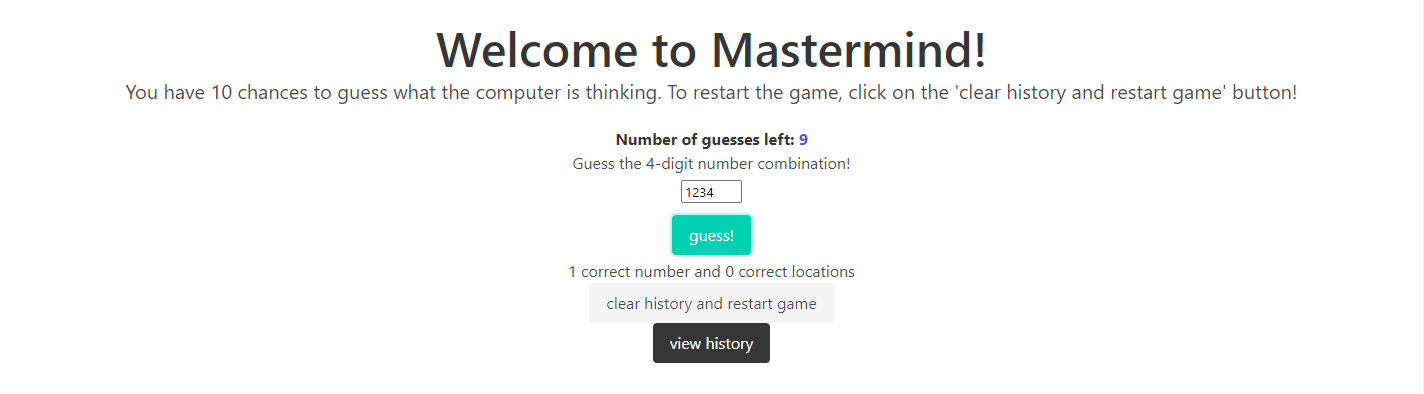 Welcome to Mastermind!
You have 10 chances to guess what the computer is thinking. To restart the game, click on the 'clear history and restart game' button!
Number of guesses left: 9
Guess the 4-digit number combination!
1234
guess!
1 correct number and 0 correct locations
clear history and restart game
view history